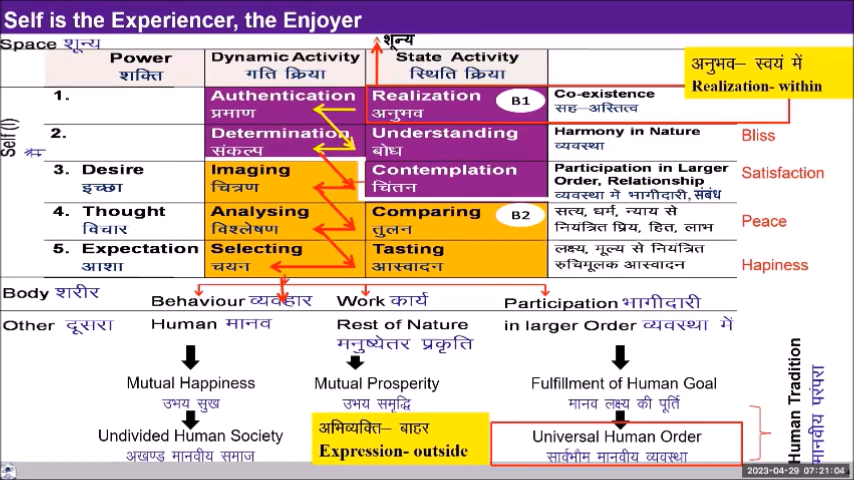 Self is the Experiencer, the Enjoyer
Space शून्य
शून्य
Power
शक्ति
Dynamic Activity
गति क्रिया
State Activity
स्थिति क्रिया
अनुभव– स्वयं में
Realization- within
Self (I)
मैं
1.
Authentication
प्रमाण
Realization
अनुभव
B1
Co-existence
सह-अस्तित्व
2.
Determination
संकल्प
Understanding
बोध
Harmony in Nature
व्यवस्था
Bliss
3. Desire
इच्छा
Imaging
चित्रण
Contemplation
चिंतन
Participation in Larger
Order, Relationship
व्यवस्था में भागीदारी, संबंध
Satisfaction
4. Thought
विचार
Analysing
विश्लेषण
Comparing
तुलन
B2
सत्य, धर्म, न्याय से
नियंत्रित प्रिय, हित, लाभ
Peace
5. Expectation
आशा
Selecting
चयन
Tasting
आस्वादन
लक्ष्य, मूल्य से नियंत्रित
रुचिमूलक आस्वादन
Hapiness
Body शरीर
Behaviour व्यवहार
Work कार्य
Participation भागीदारी
Other दूसरा
Human मानव
Rest of Nature
मनुष्येतर प्रकृति
in larger Order व्यवस्था में
Mutual Happiness
उभय सुख
Mutual Prosperity
उभय समृद्धि
Fulfillment of Human Goal
मानव लक्ष्य की पूर्ति
Undivided Human Society
अखण्ड मानवीय समाज
अभिव्यक्ति– बाहर
Expression- outside
Universal Human Order
सार्वभौम मानवीय व्यवस्था
Human Tradition
मानवीय परंपरा
2023-04-29 07:21:04